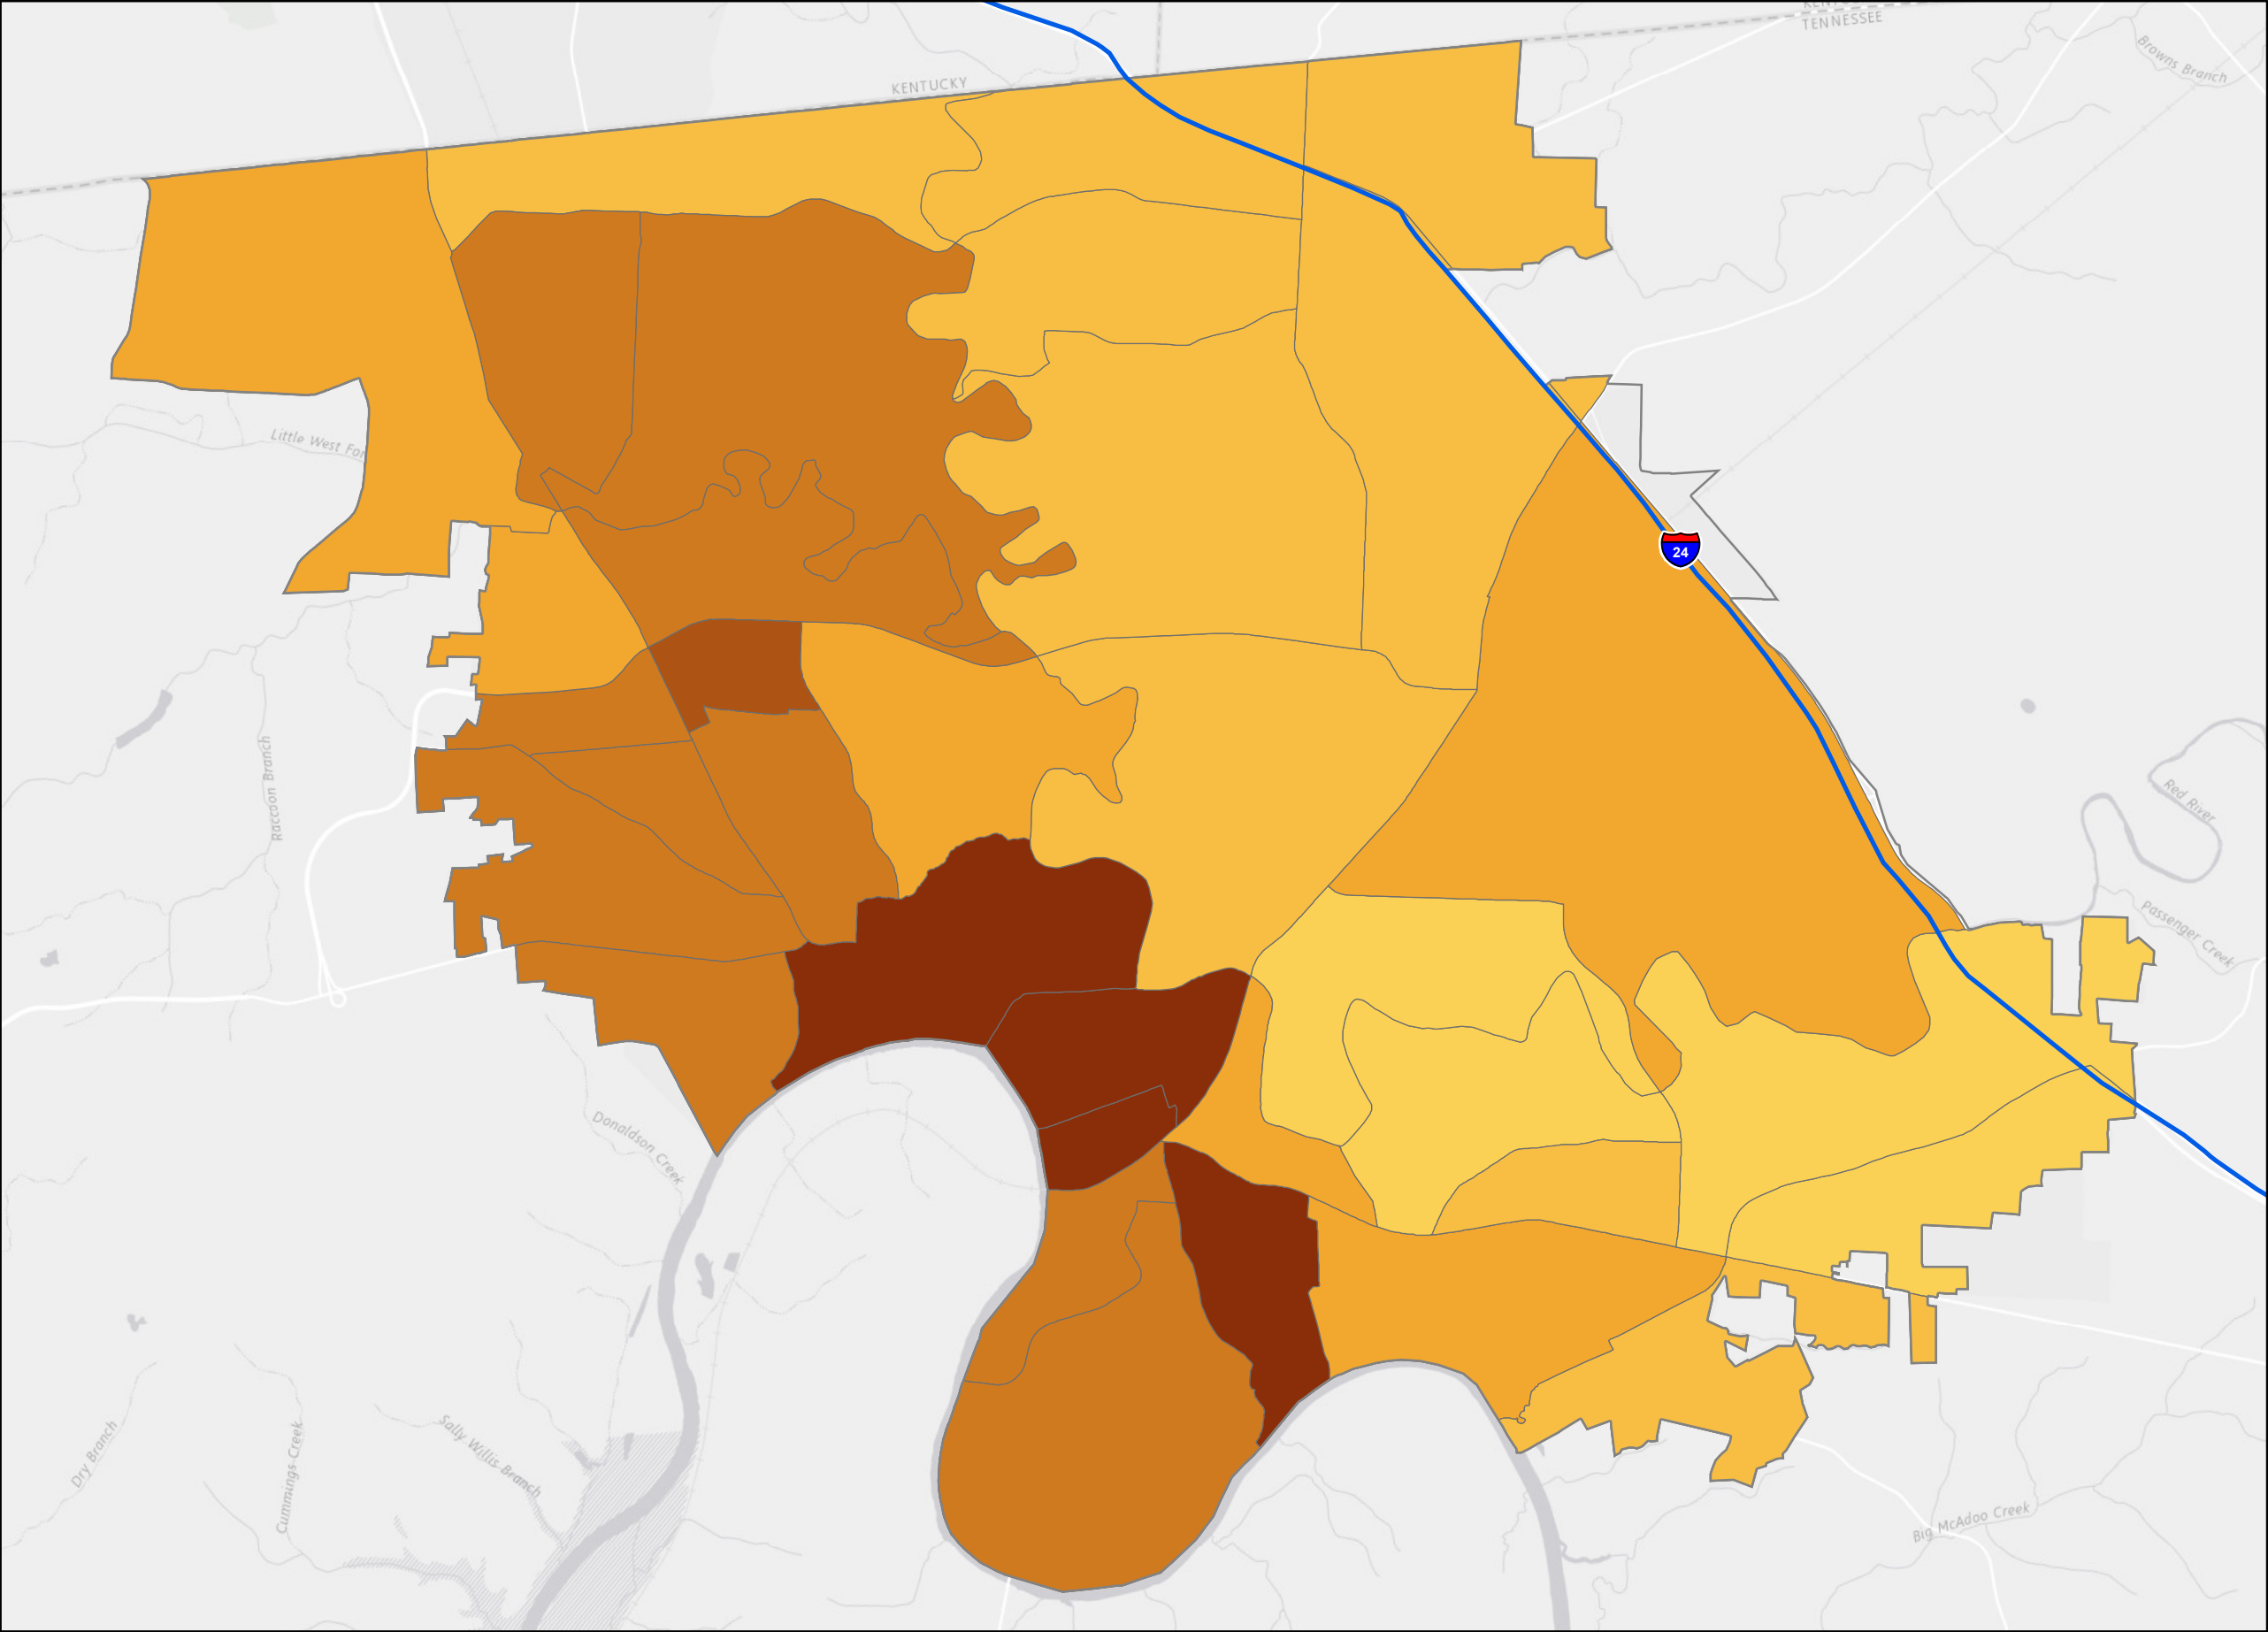 KENTUCKY
TENNESSEE
Browns Branch
KENTUCKY
Little West For
24
Raccoon Branch
Red River
Passenger Creek
Donaldson Creek
Dry Branch
Cummings Creek
Sally Willis Branch
Big McAdoo Creek